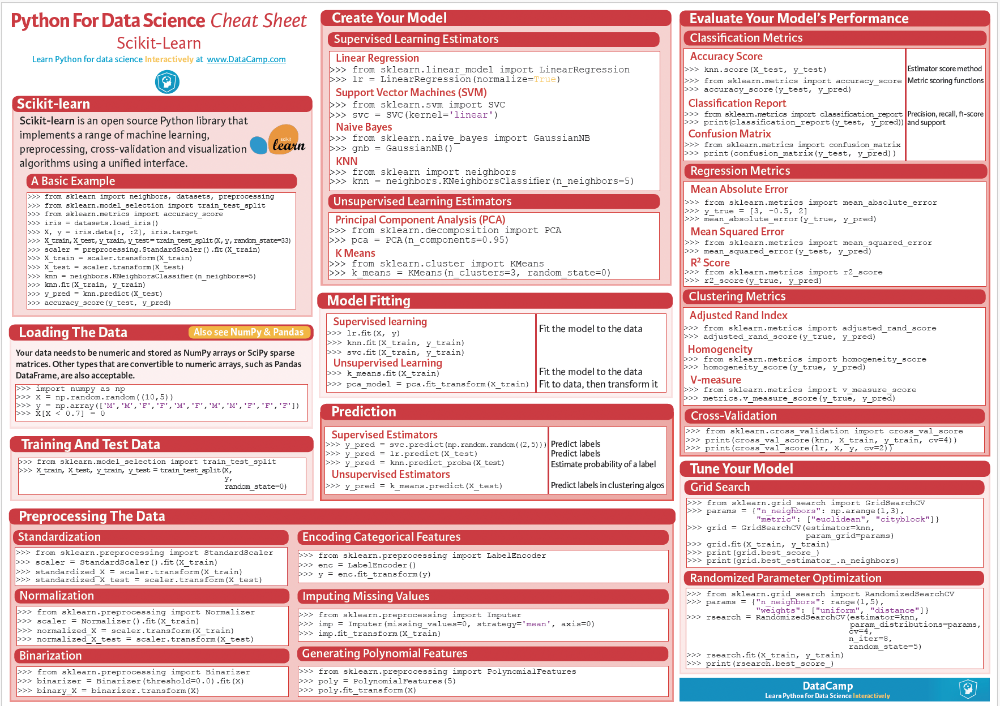 Python For Data Science Cheat Sheet
Scikit-Learn
Learn Python for data science Interactively at www.DataCamp.com
Scikit-learn
Scikit-learn is an open source Python library that
implements a range of machine learning,
preprocessing, cross-validation and visualization
algorithms using a unified interface.
scikit
learn
A Basic Example
>>> from sklearn import neighbors, datasets, preprocessing
>>> from sklearn.model_selection import train_test_split
>>> from sklearn.metrics import accuracy_score
>>> iris = datasets.load_iris()
>>> X, y = iris.data[:, :2], iris.target
>>> X_train, X_test, y_train, y_test = train_test_split(X, y, random_state=33)
>>> scaler = preprocessing.StandardScaler().fit(X_train)
>>> X_train = scaler.transform(X_train)
>>> X_test = scaler.transform(X_test)
>>> knn = neighbors.KNeighborsClassifier(n_neighbors=5)
>>> knn.fit(X_train, y_train)
>>> y_pred = knn.predict(X_test)
>>> accuracy_score(y_test, y_pred)
Loading The Data
Also see NumPy & Pandas
Your data needs to be numeric and stored as NumPy arrays or SciPy sparse
matrices. Other types that are convertible to numeric arrays, such as Pandas
DataFrame, are also acceptable.
>>> import numpy as np
>>> X = np.random.random((10,5))
>>> y = np.array(['M','M','F','F','M','F','M','M','F','F','F'])
>>> X[X < 0.7] = 0
Training And Test Data
>>> from sklearn.model_selection import train_test_split
>>> X_train, X_test, y_train, y_test = train_test_split(X,
y,
random_state=0)
Preprocessing The Data
Standardization
>>> from sklearn.preprocessing import StandardScaler
>>> scaler = StandardScaler().fit(X_train)
>>> standardized_X = scaler.transform(X_train)
>>> standardized_X_test = scaler.transform(X_test)
Normalization
>>> from sklearn.preprocessing import Normalizer
>>> scaler = Normalizer().fit(X_train)
>>> normalized_X = scaler.transform(X_train)
>>> normalized_X_test = scaler.transform(X_test)
Binarization
>>> from sklearn.preprocessing import Binarizer
>>> binarizer = Binarizer(threshold=0.0).fit(X)
>>> binary_X = binarizer.transform(X)
Encoding Categorical Features
>>> from sklearn.preprocessing import LabelEncoder
>>> enc = LabelEncoder()
>>> y = enc.fit_transform(y)
Imputing Missing Values
>>> from sklearn.preprocessing import Imputer
>>> imp = Imputer(missing_values=0, strategy='mean', axis=0)
>>> imp.fit_transform(X_train)
Generating Polynomial Features
>>> from sklearn.preprocessing import PolynomialFeatures
>>> poly = PolynomialFeatures(5)
>>> poly.fit_transform(X)
Create Your Model
Supervised Learning Estimators
Linear Regression
>>> from sklearn.linear_model import LinearRegression
>>> lr = LinearRegression(normalize=True)
Support Vector Machines (SVM)
>>> from sklearn.svm import SVC
>>> svc = SVC(kernel='linear')
Naive Bayes
>>> from sklearn.naive_bayes import GaussianNB
>>> gnb = GaussianNB()
KNN
>>> from sklearn import neighbors
>>> knn = neighbors.KNeighborsClassifier(n_neighbors=5)
Unsupervised Learning Estimators
Principal Component Analysis (PCA)
>>> from sklearn.decomposition import PCA
>>> pca = PCA(n_components=0.95)
K Means
>>> from sklearn.cluster import KMeans
>>> k_means = KMeans(n_clusters=3, random_state=0)
Model Fitting
Supervised learning
>>> lr.fit(X, y)
Fit the model to the data
>>> knn.fit(X_train, y_train)
>>> svc.fit(X_train, y_train)
Unsupervised Learning
>>> k_means.fit(X_train)
Fit the model to the data
>>> pca_model = pca.fit_transform(X_train)
Fit to data, then transform it
Prediction
Supervised Estimators
>>> y_pred = svc.predict(np.random.random((2,5)))
Predict labels
>>> y_pred = lr.predict(X_test)
Predict labels
>>> y_pred = knn.predict_proba(X_test)
Estimate probability of a label
Unsupervised Estimators
>>> y_pred = k_means.predict(X_test)
Predict labels in clustering algos
Evaluate Your Model's Performance
Classification Metrics
Accuracy Score
>>> knn.score(X_test, y_test)
Estimator score method
>>> from sklearn.metrics import accuracy_score
Metric scoring functions
>>> accuracy_score(y_test, y_pred)
Classification Report
>>> from sklearn.metrics import classification_report
Precision, recall, f1-score
>>> print(classification_report(y_test, y_pred))
and support
Confusion Matrix
>>> from sklearn.metrics import confusion_matrix
>>> print(confusion_matrix(y_test, y_pred))
Regression Metrics
Mean Absolute Error
>>> from sklearn.metrics import mean_absolute_error
>>> y_true = [3, -0.5, 2]
>>> mean_absolute_error(y_true, y_pred)
Mean Squared Error
>>> from sklearn.metrics import mean_squared_error
>>> mean_squared_error(y_test, y_pred)
R² Score
>>> from sklearn.metrics import r2_score
>>> r2_score(y_true, y_pred)
Clustering Metrics
Adjusted Rand Index
>>> from sklearn.metrics import adjusted_rand_score
>>> adjusted_rand_score(y_true, y_pred)
Homogeneity
>>> from sklearn.metrics import homogeneity_score
>>> homogeneity_score(y_true, y_pred)
V-measure
>>> from sklearn.metrics import v_measure_score
>>> metrics.v_measure_score(y_true, y_pred)
Cross-Validation
>>> from sklearn.cross_validation import cross_val_score
>>> print(cross_val_score(knn, X_train, y_train, cv=4))
>>> print(cross_val_score(lr, X, y, cv=2))
Tune Your Model
Grid Search
>>> from sklearn.grid_search import GridSearchCV
>>> params = {"n_neighbors": np.arange(1,3),
"metric": ["euclidean", "cityblock"]}
>>> grid = GridSearchCV(estimator=knn,
param_grid=params)
>>> grid.fit(X_train, y_train)
>>> print(grid.best_score_)
>>> print(grid.best_estimator_.n_neighbors)
Randomized Parameter Optimization
>>> from sklearn.grid_search import RandomizedSearchCV
>>> params = {"n_neighbors": range(1,5),
"weights": ["uniform", "distance"]}
>>> rsearch = RandomizedSearchCV(estimator=knn,
param_distributions=params,
cv=4,
n_iter=8,
random_state=5)
>>> rsearch.fit(X_train, y_train)
>>> print(rsearch.best_score_)
DataCamp
Learn Python for Data Science Interactively